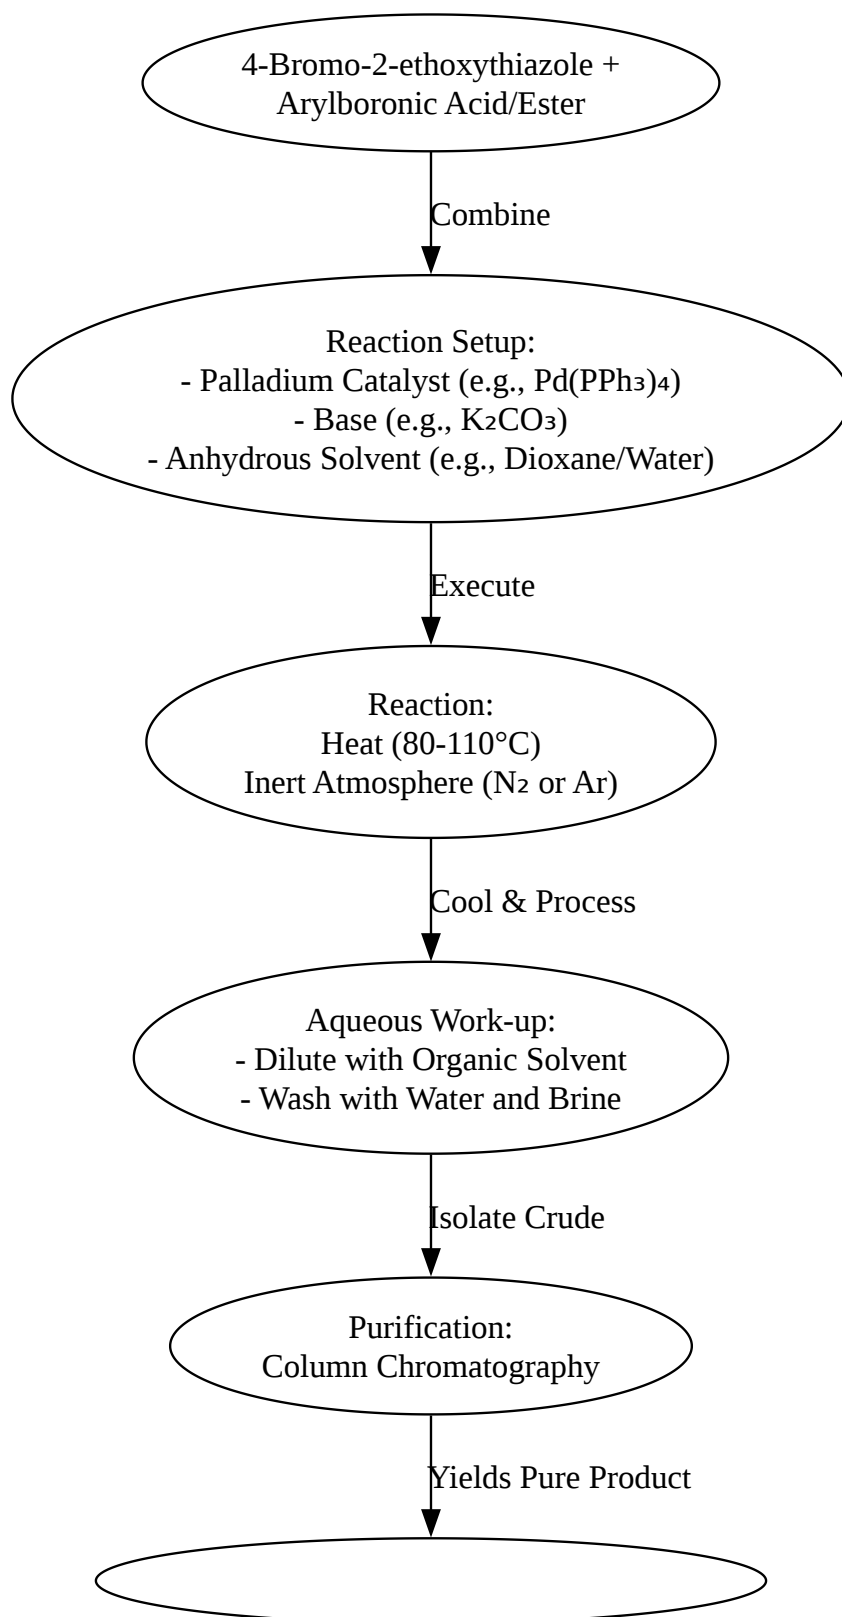 4-Bromo-2-ethoxythiazole +
Arylboronic Acid/Ester
Combine
Reaction Setup:
- Palladium Catalyst (e.g., Pd(PPh₃)₄)
- Base (e.g., K₂CO₃)
- Anhydrous Solvent (e.g., Dioxane/Water)
Execute
Reaction:
Heat (80-110°C)
Inert Atmosphere (N₂ or Ar)
Cool & Process
Aqueous Work-up:
- Dilute with Organic Solvent
- Wash with Water and Brine
Isolate Crude
Purification:
Column Chromatography
Yields Pure Product